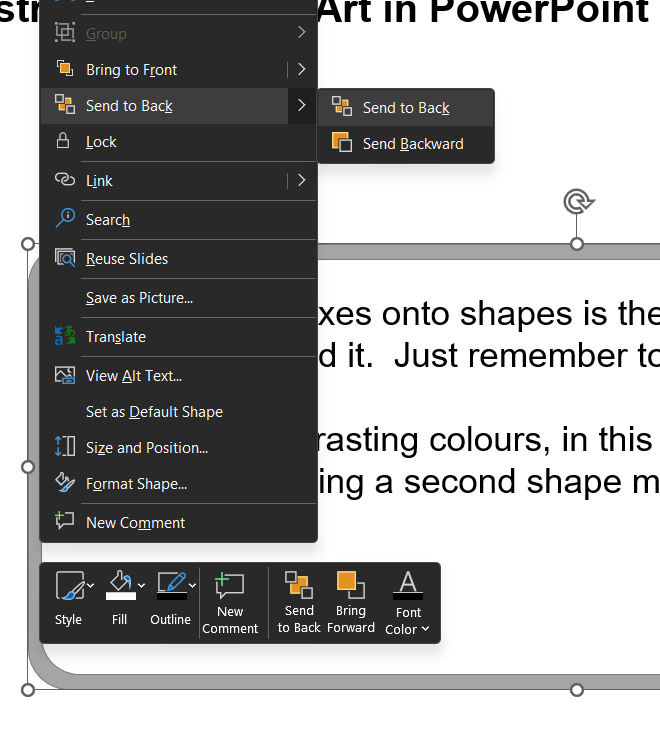 Art in PowerPoint
Group
Bring to Front
Send to Back
Send to Back
Lock
Send Backward
Link
Search
Reuse Slides
Save as Picture...
xes onto shapes is the
Translate
d it. Just remember to
View Alt Text...
Set as Default Shape
Size and Position...
rasting colours, in this
Format Shape...
ing a second shape m
New Comment
Style
Fill
Outline
New
Comment
Send
to Back
Bring
Forward
Font
Color